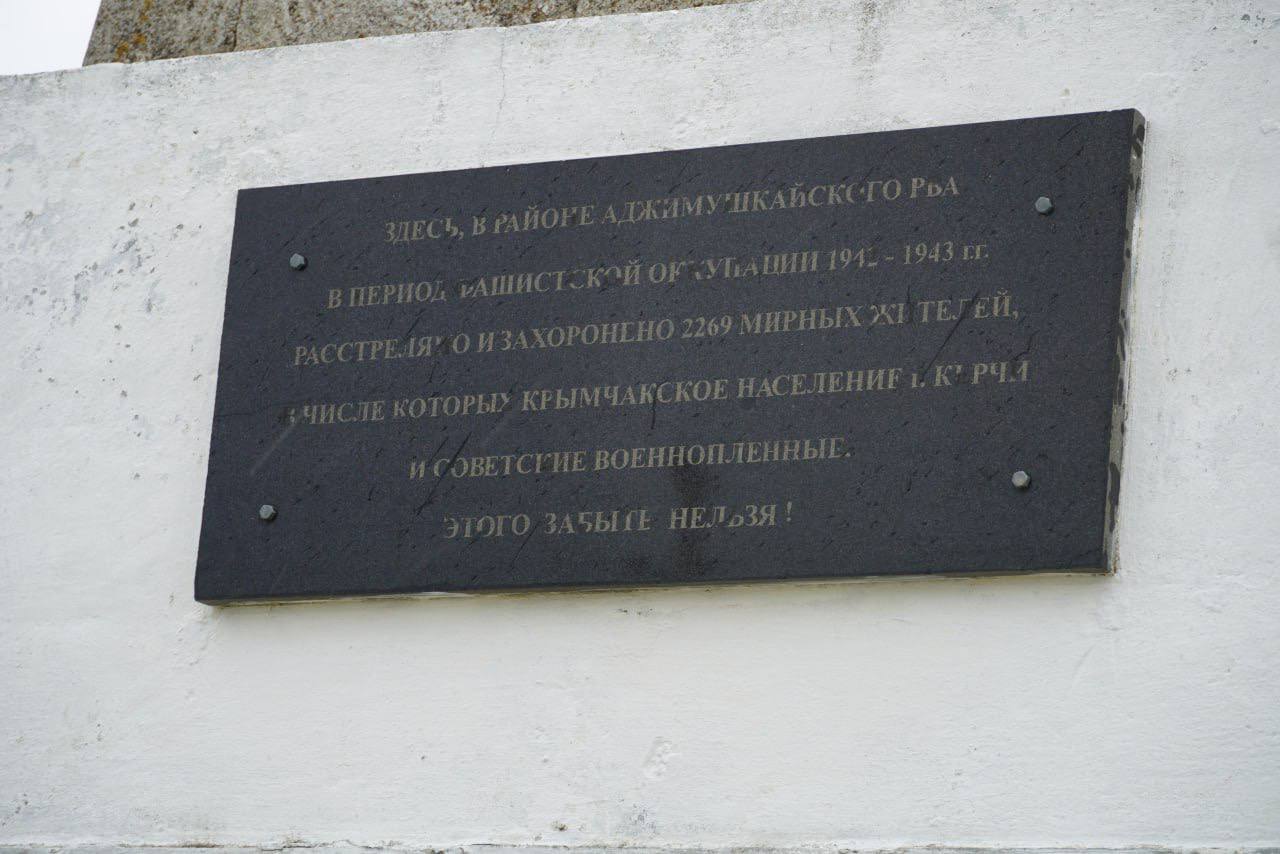 ЗДЕСЬ, В РАЙОНЕ АДЖИМУШКАЙСКОГО РВА
В ПЕРИОД ФАШИСТСКОЙ ОККУПАЦИИ 1942 - 1943 гг.
РАССТРЕЛЯНО И ЗАХОРОНЕНО 2269 МИРНЫХ ЖИТЕЛЕЙ,
В ЧИСЛЕ КОТОРЫХ КРЫМЧАКСКОЕ НАСЕЛЕНИЕ г. КЕРЧИ
И СОВЕТСКИЕ ВОЕННОПЛЕННЫЕ.
ЭТОГО ЗАБЫТЬ НЕЛЬЗЯ!